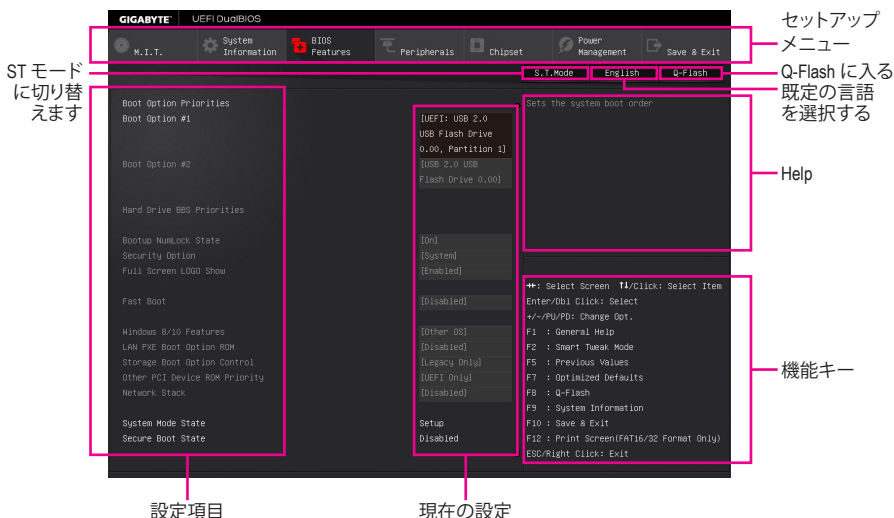 GIGABYTE™ UEFI DualBIOS
セットアップ
メニュー
M.I.T.
System
Information
BIOS
Features
Peripherals
Chipset
Power
Management
Save & Exit
ST モード
に切り替
えます
S.T.Mode English Q-Flash
Q-Flash に入る
既定の言語
を選択する
Boot Option Priorities
Boot Option #1 [UEFI: USB 2.0
USB Flash Drive
0.00, Partition 1]
Boot Option #2 [USB 2.0 USB
Flash Drive 0.00]
Hard Drive BBS Priorities
Bootup NumLock State [On]
Security Option [System]
Full Screen LOGO Show [Enabled]
Fast Boot [Disabled]
Windows 8/10 Features [Other OS]
LAN PXE Boot Option ROM [Disabled]
Storage Boot Option Control [Legacy Only]
Other PCI Device ROM Priority [UEFI Only]
Network Stack [Disabled]
System Mode State Setup
Secure Boot State Disabled
Sets the system boot order
Help
→←: Select Screen ↑↓/Click: Select Item
Enter/Dbl Click: Select
+/-/PU/PD: Change Opt.
F1 : General Help
F2 : Smart Tweak Mode
F5 : Previous Values
F7 : Optimized Defaults
F8 : Q-Flash
F9 : System Information
F10 : Save & Exit
F12 : Print Screen(FAT16/32 Format Only)
ESC/Right Click: Exit
機能キー
設定項目
現在の設定